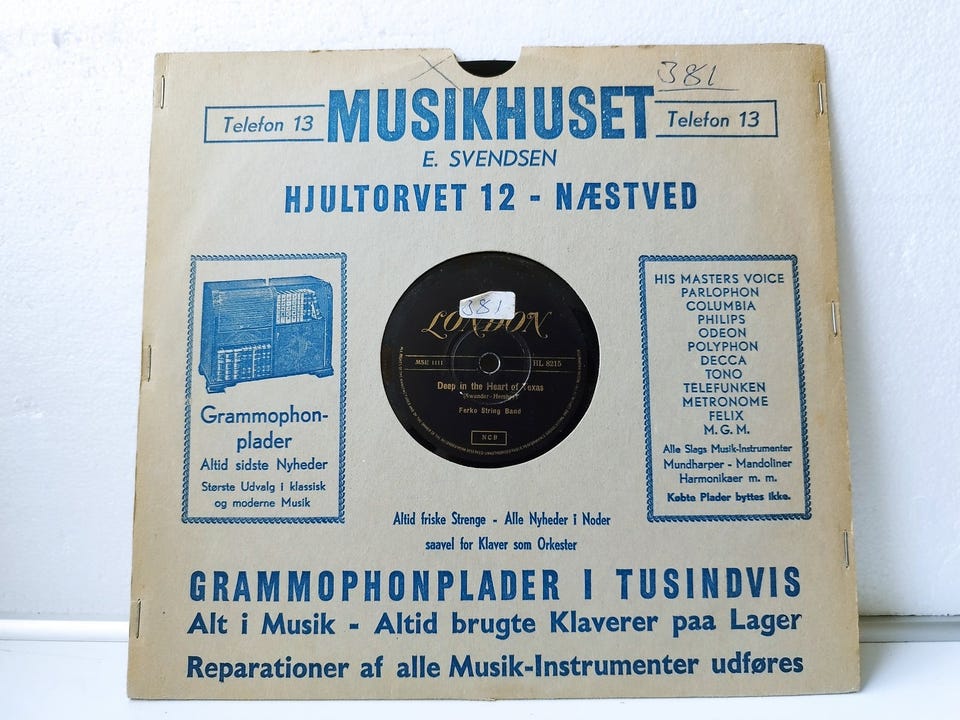 381
Telefon 13
MUSIKHUSET
Telefon 13
E. SVENDSEN
HJULTORVET 12 - NÆSTVED
Grammophon-
plader
Altid sidste Nyheder
Største Udvalg i klassisk
og moderne Musik
381
LONDON
MSE 1111
HL 8215
Deep in the Heart of Texas
Ferko String Band
NCB
HIS MASTERS VOICE
PARLOPHON
COLUMBIA
PHILIPS
ODEON
POLYPHON
DECCA
TONO
TELEFUNKEN
METRONOME
FELIX
M.G.M.
Alle Slags Musik-Instrumenter
Mundharper - Mandoliner
Harmonikaer m. m.
Købte Plader byttes ikke.
Altid friske Strenge - Alle Nyheder i Noder
saavel for Klaver som Orkester
GRAMMOPHONPLADER I TUSINDVIS
Alt i Musik - Altid brugte Klaverer paa Lager
Reparationer af alle Musik-Instrumenter udføres